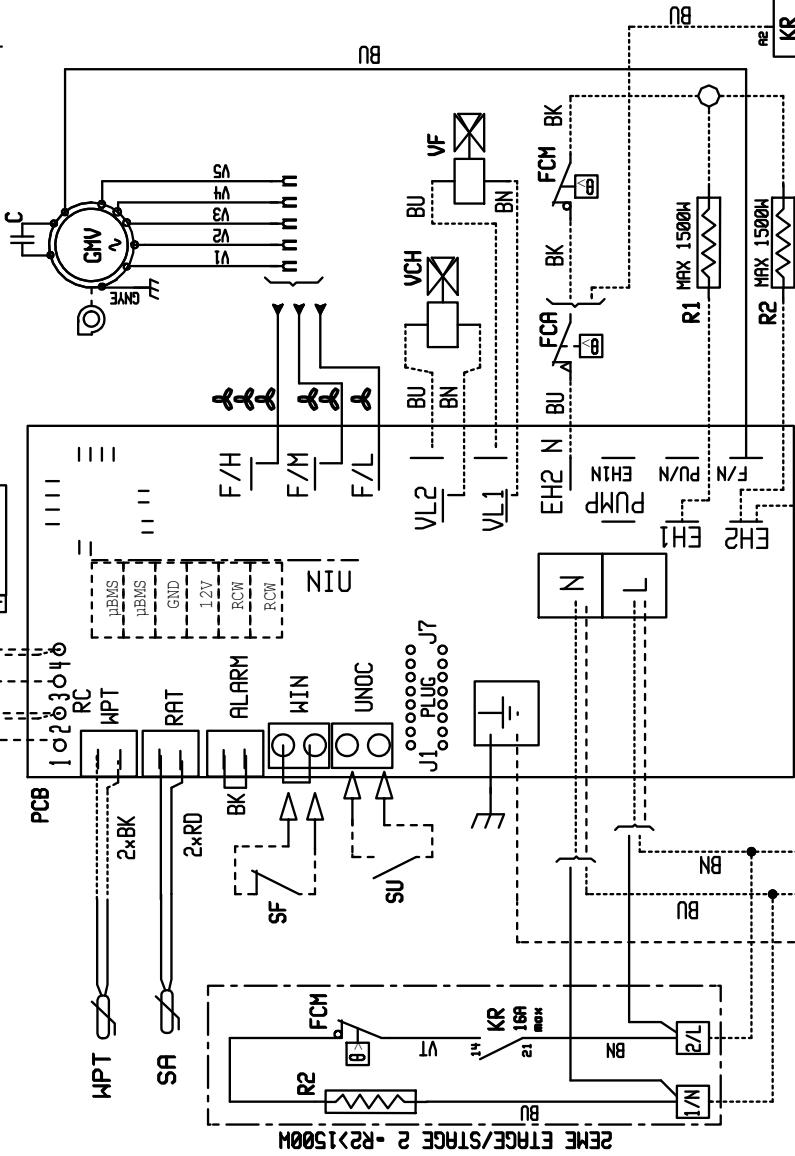 BU
A2
KR
BU
C
GMV
~
GNYE
V5
V4
V3
V2
V1
VF
BU
BN
VCH
BU
BN
FCM
BK
θ
BK
FCA
θ
BU
MAX 1500W
R1
MAX 1500W
R2
F/H
F/M
F/L
VL2
VL1
EH2 N
EH1N
PUMP
PU/N
F/N
EH1
EH2
µBMS
µBMS
GND
12V
RCW
RCW
UIN
N
L
1 2 3 4
RC
PCB
WPT
RAT
ALARM
WIN
UNOC
J1 PLUG J7
2xBK
2xRD
BK
SF
SU
BN
BU
WPT
SA
FCM
θ
VT
14
KR
16A
max
21
BN
2/L
R2
BU
1/N
2EME ETAGE/STAGE 2 - R2>1500W